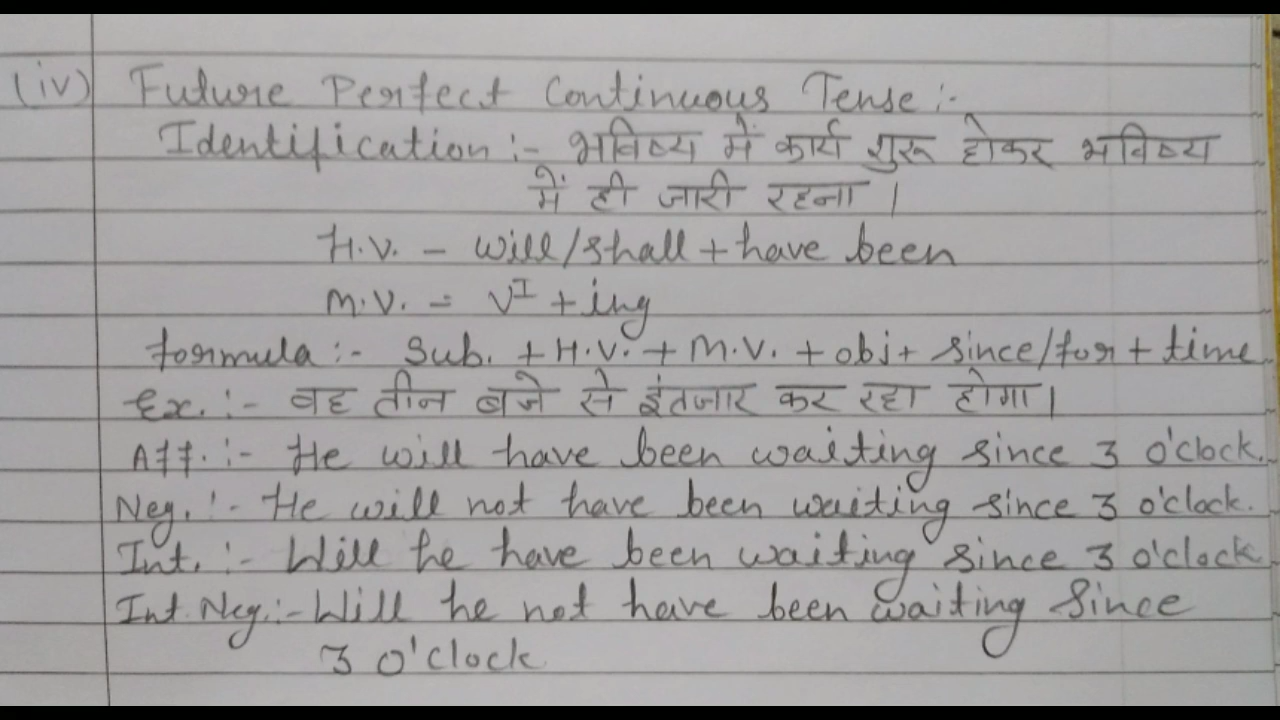 (iv) Future Perfect Continuous Tense :-
Identification :- भविष्य में कार्य शुरू होकर भविष्य
में ही जारी रहना ।
H.V. - will/shall + have been
M.V. = V^I + ing
formula :- Sub. + H.V. + M.V. + obj + since/for + time
Ex. :- वह तीन बजे से इंतजार कर रहा होगा ।
Aff. :- He will have been waiting since 3 o'clock.
Neg. :- He will not have been waiting since 3 o'clock.
Int. :- Will he have been waiting since 3 o'clock
Int. Neg. :- Will he not have been waiting since
3 o'clock